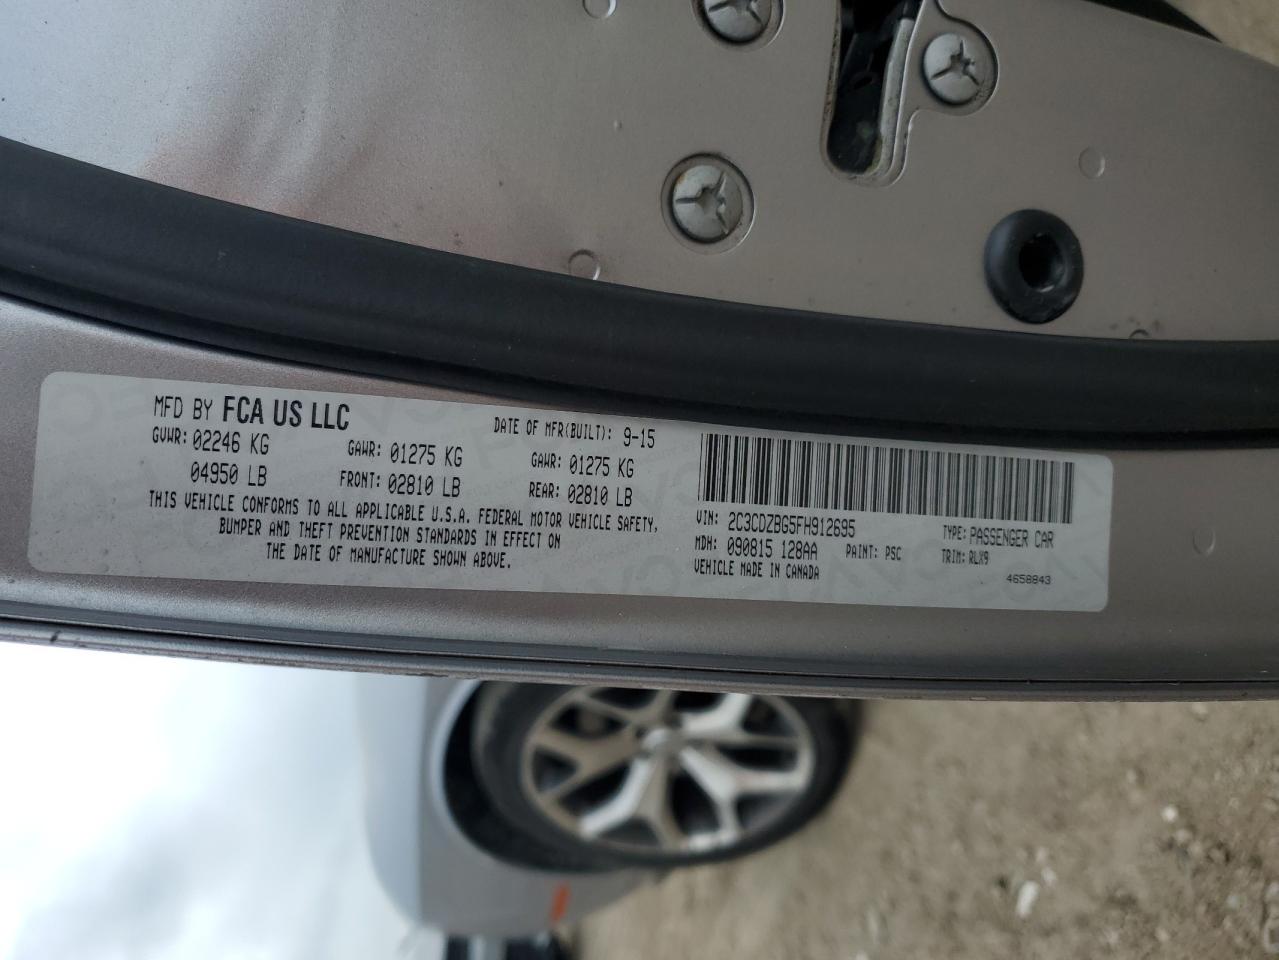 MFD BY FCA US LLC DATE OF MFR(BUILT): 9-15
GVWR: 02246 KG GAWR: 01275 KG GAWR: 01275 KG
04950 LB FRONT: 02810 LB REAR: 02810 LB
THIS VEHICLE CONFORMS TO ALL APPLICABLE U.S.A. FEDERAL MOTOR VEHICLE SAFETY,
BUMPER AND THEFT PREVENTION STANDARDS IN EFFECT ON
THE DATE OF MANUFACTURE SHOWN ABOVE.
VIN: 2C3CDZBG5FH912695 TYPE: PASSENGER CAR
MDH: 090815 128AA PAINT: PSC TRIM: RLX9
VEHICLE MADE IN CANADA 4658843